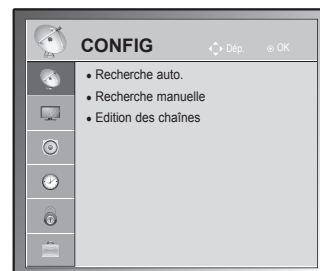 CONFIG
Dép.
OK
• Recherche auto.
• Recherche manuelle
• Edition des chaînes